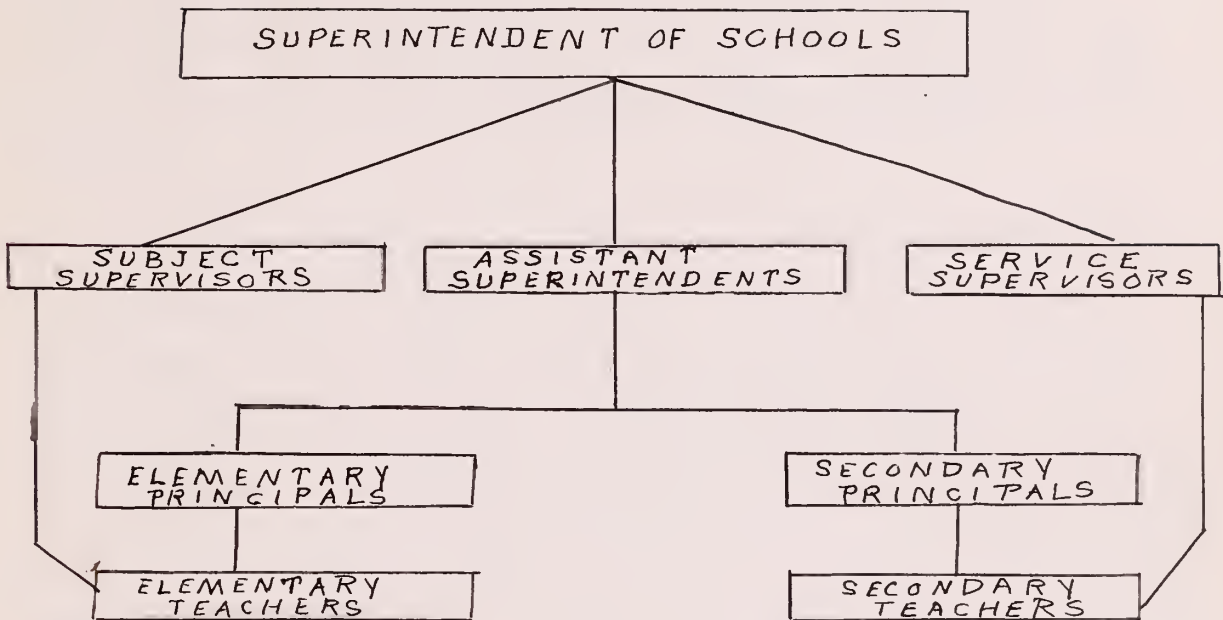 SUPERINTENDENT OF SCHOOLS
SUBJECT
SUPERVISORS
ASSISTANT
SUPERINTENDENTS
SERVICE
SUPERVISORS
ELEMENTARY
PRINCIPALS
SECONDARY
PRINCIPALS
ELEMENTARY
TEACHERS
SECONDARY
TEACHERS